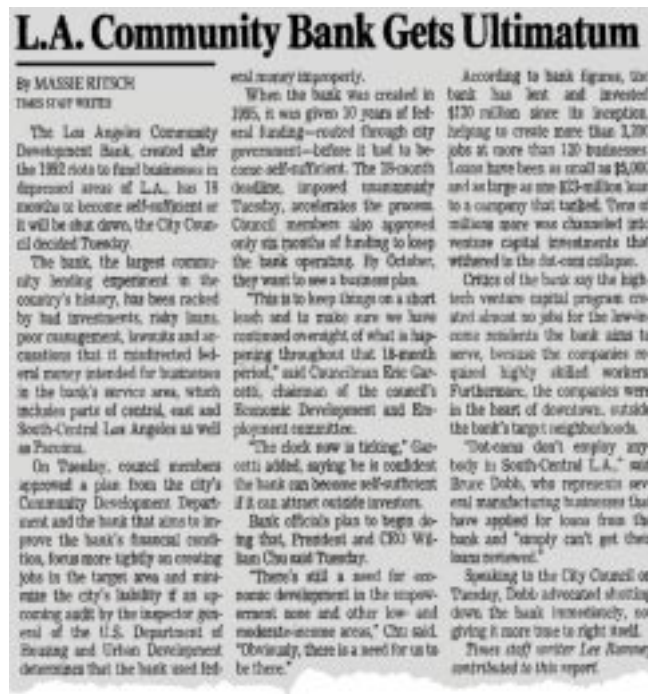 L.A. Community Bank Gets Ultimatum
By MASSIE RITSCH
TIMES STAFF WRITER
The Los Angeles Community
Development Bank, created after
the 1992 riots to fund businesses in
depressed areas of L.A., has 18
months to become self-sufficient or
it will be shut down, the City Coun-
cil decided Tuesday.
The bank, the largest commu-
nity lending experiment in the
country's history, has been racked
by bad investments, risky loans,
poor management, lawsuits and ac-
cusations that it misdirected fed-
eral money intended for businesses
in the bank's service area, which
includes parts of central, east and
South-Central Los Angeles as well
as Pacoima.
On Tuesday, council members
approved a plan from the city's
Community Development Depart-
ment and the bank that aims to im-
prove the bank's financial condi-
tion, focus more tightly on creating
jobs in the target area and mini-
mize the city's liability if an up-
coming audit by the inspector gen-
eral of the U.S. Department of
Housing and Urban Development
determines that the bank used fed-
eral money improperly.
When the bank was created in
1995, it was given 10 years of fed-
eral funding—routed through city
government—before it had to be-
come self-sufficient. The 18-month
deadline, imposed unanimously
Tuesday, accelerates the process.
Council members also approved
only six months of funding to keep
the bank operating. By October,
they want to see a business plan.
"This is to keep things on a short
leash and to make sure we have
continued oversight of what is hap-
pening throughout that 18-month
period," said Councilman Eric Gar-
cetti, chairman of the council's
Economic Development and Em-
ployment committee.
"The clock now is ticking," Gar-
cetti added, saying he is confident
the bank can become self-sufficient
if it can attract outside investors.
Bank officials plan to begin do-
ing that, President and CEO Wil-
liam Chu said Tuesday.
"There's still a need for eco-
nomic development in the empow-
erment zone and other low- and
moderate-income areas," Chu said.
"Obviously, there is a need for us to
be there."
According to bank figures, the
bank has lent and invested
million since its inception,
helping to create more than
jobs at more than 120 businesses.
Loans have been as small as $5,000
and as large as one million loan
to a company that tanked. Tens of
millions more was channeled into
venture capital investments that
withered in the dot-com collapse.
Critics of the bank say the high-
tech venture capital program cre-
ated almost no jobs for the low-in-
come residents the bank aims to
serve, because the companies re-
quired highly skilled workers.
Furthermore, the companies were
in the heart of downtown, outside
the bank's target neighborhoods.
"Dot-coms don't employ any-
body in South-Central L.A.," said
Bruce Dobb, who represents sev-
eral manufacturing businesses that
have applied for loans from the
bank and "simply can't get their
loans reviewed."
Speaking to the City Council on
Tuesday, Dobb advocated shutting
down the bank immediately, not
giving it more time to right itself.
Times staff writer Lee Romney
contributed to this report.